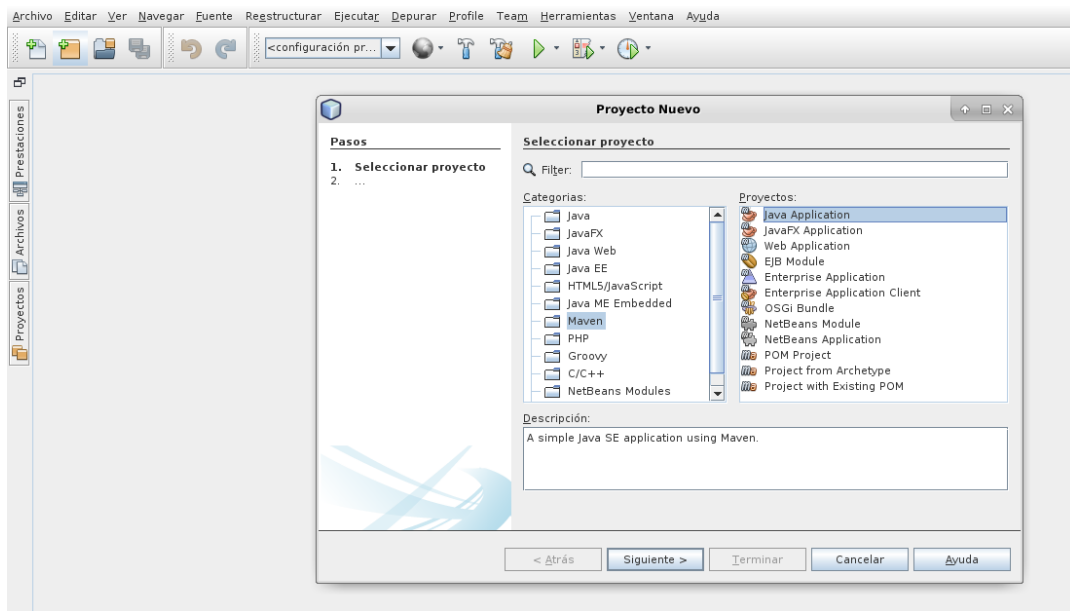 Archivo Editar Ver Navegar Fuente Reestructurar Ejecutar Depurar Profile Team Herramientas Ventana Ayuda
<configuración pr...
Prestaciones
Archivos
Proyectos
Proyecto Nuevo
Pasos
1. Seleccionar proyecto
2. ...
Seleccionar proyecto
Filter:
Categorias:
Java
JavaFX
Java Web
Java EE
HTML5/JavaScript
Java ME Embedded
Maven
PHP
Groovy
C/C++
NetBeans Modules
Proyectos:
Java Application
JavaFX Application
Web Application
EJB Module
Enterprise Application
Enterprise Application Client
OSGi Bundle
NetBeans Module
NetBeans Application
POM Project
Project from Archetype
Project with Existing POM
Descripción:
A simple Java SE application using Maven.
< Atrás
Siguiente >
Terminar
Cancelar
Ayuda